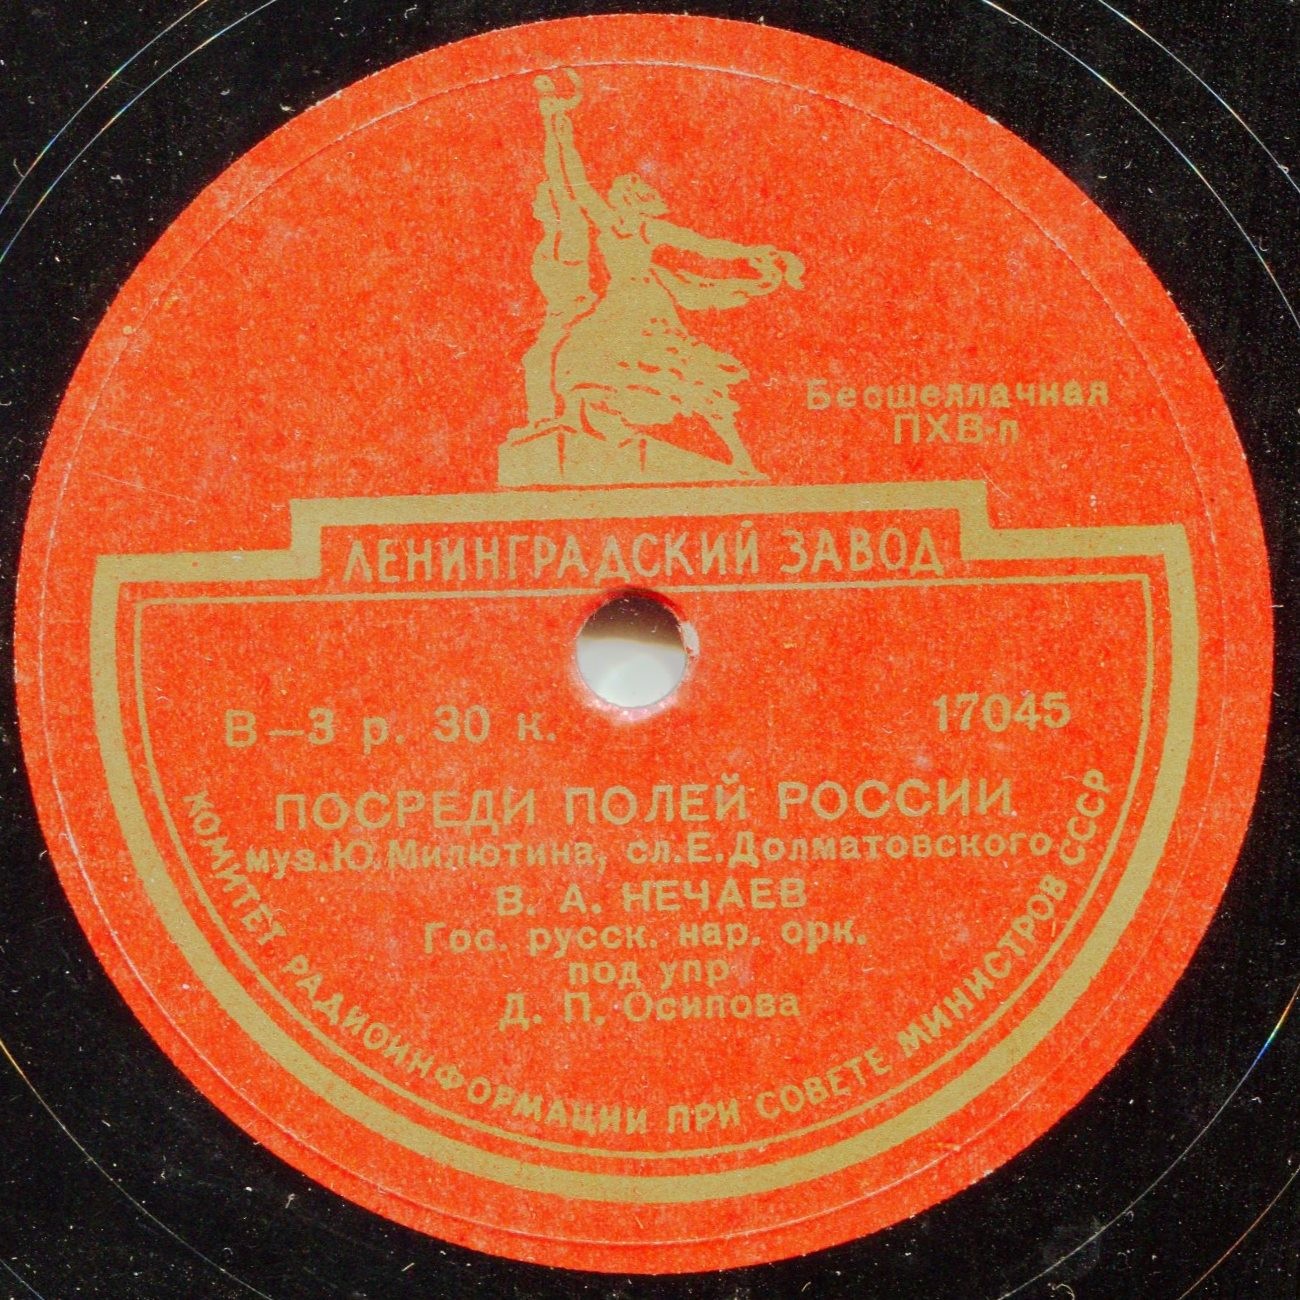 Бесшеллачная
ПХВ-п
ЛЕНИНГРАДСКИЙ ЗАВОД
В–3 р. 30 к.
17045
ПОСРЕДИ ПОЛЕЙ РОССИИ
муз.Ю.Милютина, сл.Е.Долматовского
В. А. НЕЧАЕВ
Гос. русск. нар. орк.
под упр
Д. П. Осипова
КОМИТЕТ РАДИОИНФОРМАЦИИ ПРИ СОВЕТЕ МИНИСТРОВ СССР